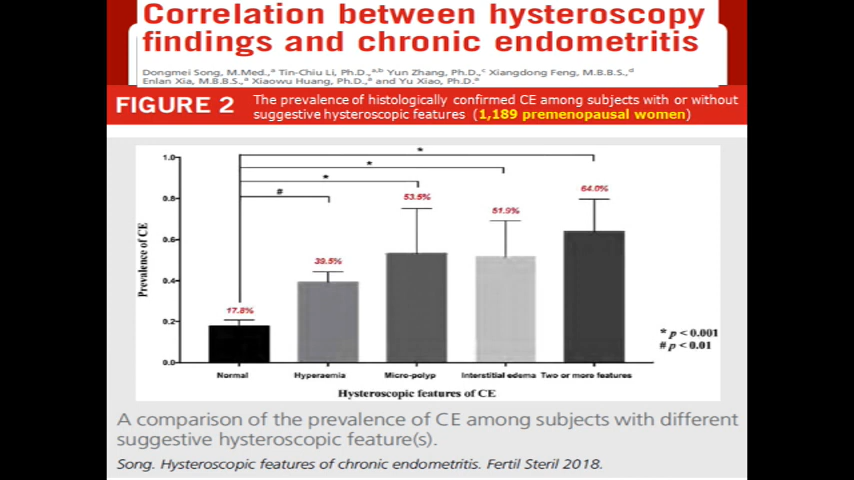 Correlation between hysteroscopy
findings and chronic endometritis
Dongmei Song, M.Med.,ᵃ Tin-Chiu Li, Ph.D.,ᵃ,ᵇ Yun Zhang, Ph.D.,ᶜ Xiangdong Feng, M.B.B.S.,ᵈ
Enlan Xia, M.B.B.S.,ᵃ Xiaowu Huang, Ph.D.,ᵃ and Yu Xiao, Ph.D.ᵃ
FIGURE 2
The prevalence of histologically confirmed CE among subjects with or without
suggestive hysteroscopic features (1,189 premenopausal women)
Prevalence of CE
1.0
0.8
0.6
0.4
0.2
0.0
*
*
*
#
17.8%
39.5%
53.5%
51.9%
64.0%
* p < 0.001
# p < 0.01
Normal Hyperaemia Micro-polyp Interstitial edema Two or more features
Hysteroscopic features of CE
A comparison of the prevalence of CE among subjects with different
suggestive hysteroscopic feature(s).
Song. Hysteroscopic features of chronic endometritis. Fertil Steril 2018.